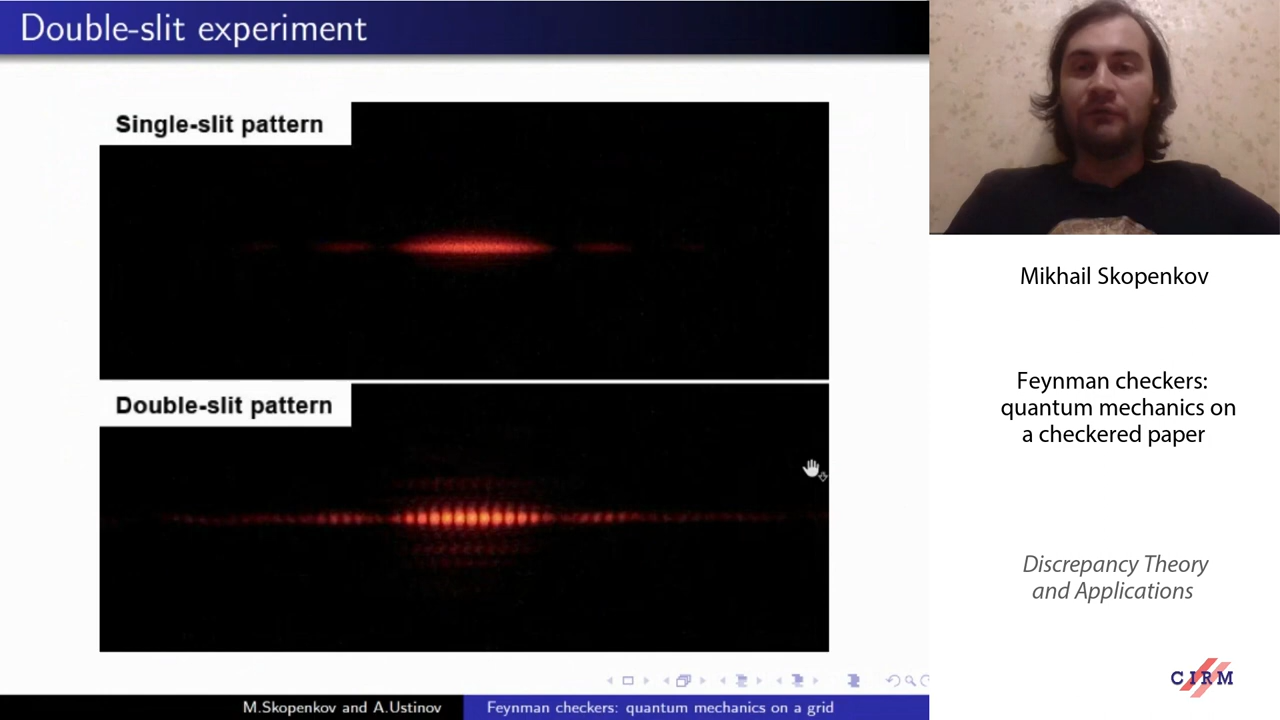 Double-slit experiment
Single-slit pattern
Double-slit pattern
M.Skopenkov and A.Ustinov
Feynman checkers: quantum mechanics on a grid
Mikhail Skopenkov
Feynman checkers:
quantum mechanics on
a checkered paper
Discrepancy Theory
and Applications
CIRM